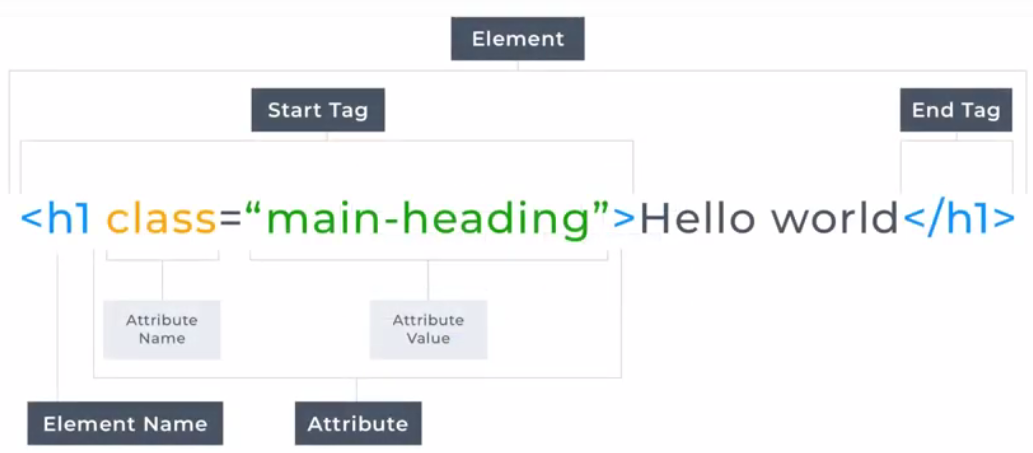 Element
Start Tag
End Tag
<h1 class=“main-heading”>Hello world</h1>
Attribute
Name
Attribute
Value
Element Name
Attribute